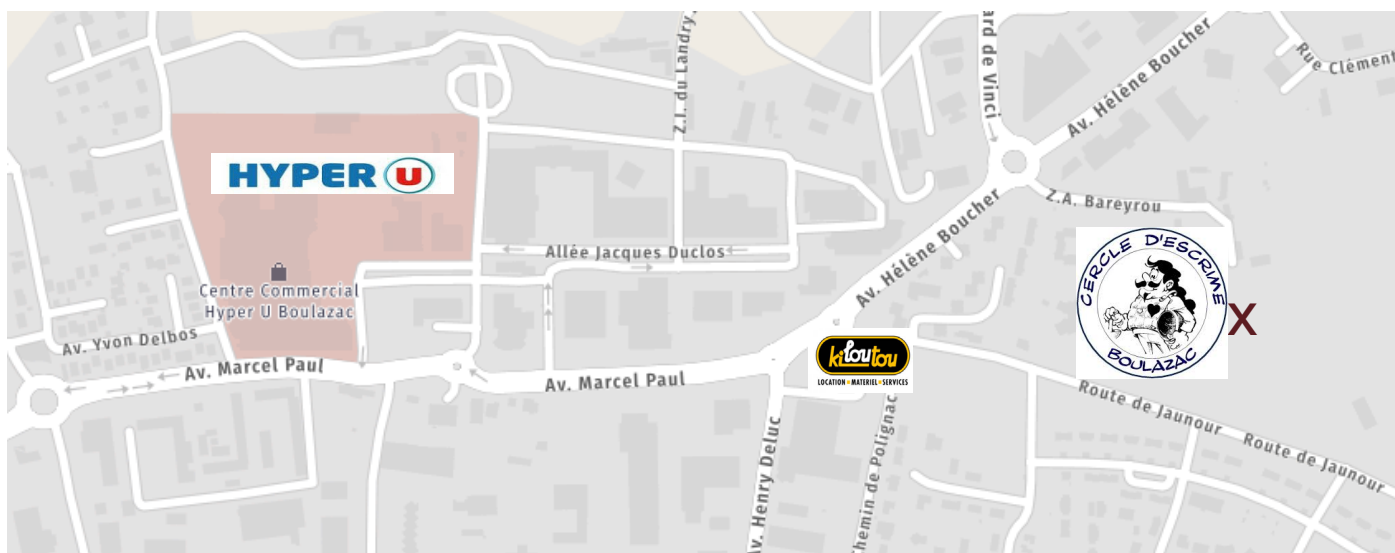 Z.I. du Landry
ard de Vinci
Av. Hélène Boucher
Rue Clément
HYPER U
Z.A. Bareyrou
Av. Hélène Boucher
Allée Jacques Duclos
CERCLE D'ESCRIME
BOULAZAC
X
Centre Commercial
Hyper U Boulazac
Av. Yvon Delbos
Av. Marcel Paul
Av. Marcel Paul
kiloutou
LOCATION MATERIEL SERVICES
Route de Jaunour
Route de Jaunour
Av. Henry Deluc
hemin de Polignac